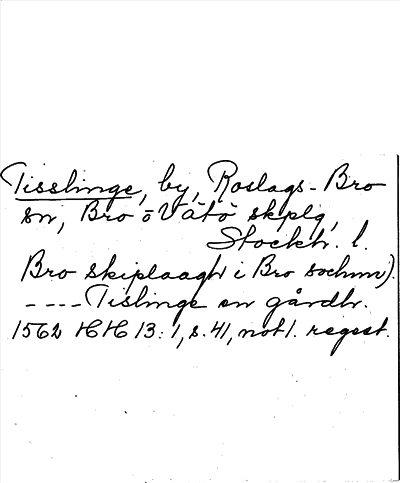 Tisslinge, by, Roslags-Bro
sn, Bro o Vätö skplg,
Stockh. l.
Bro skiplaagh i Bro sochnn).
---- Tislinge en gårdh.
1562 HH 13:1, s. 41, not 1. regest.